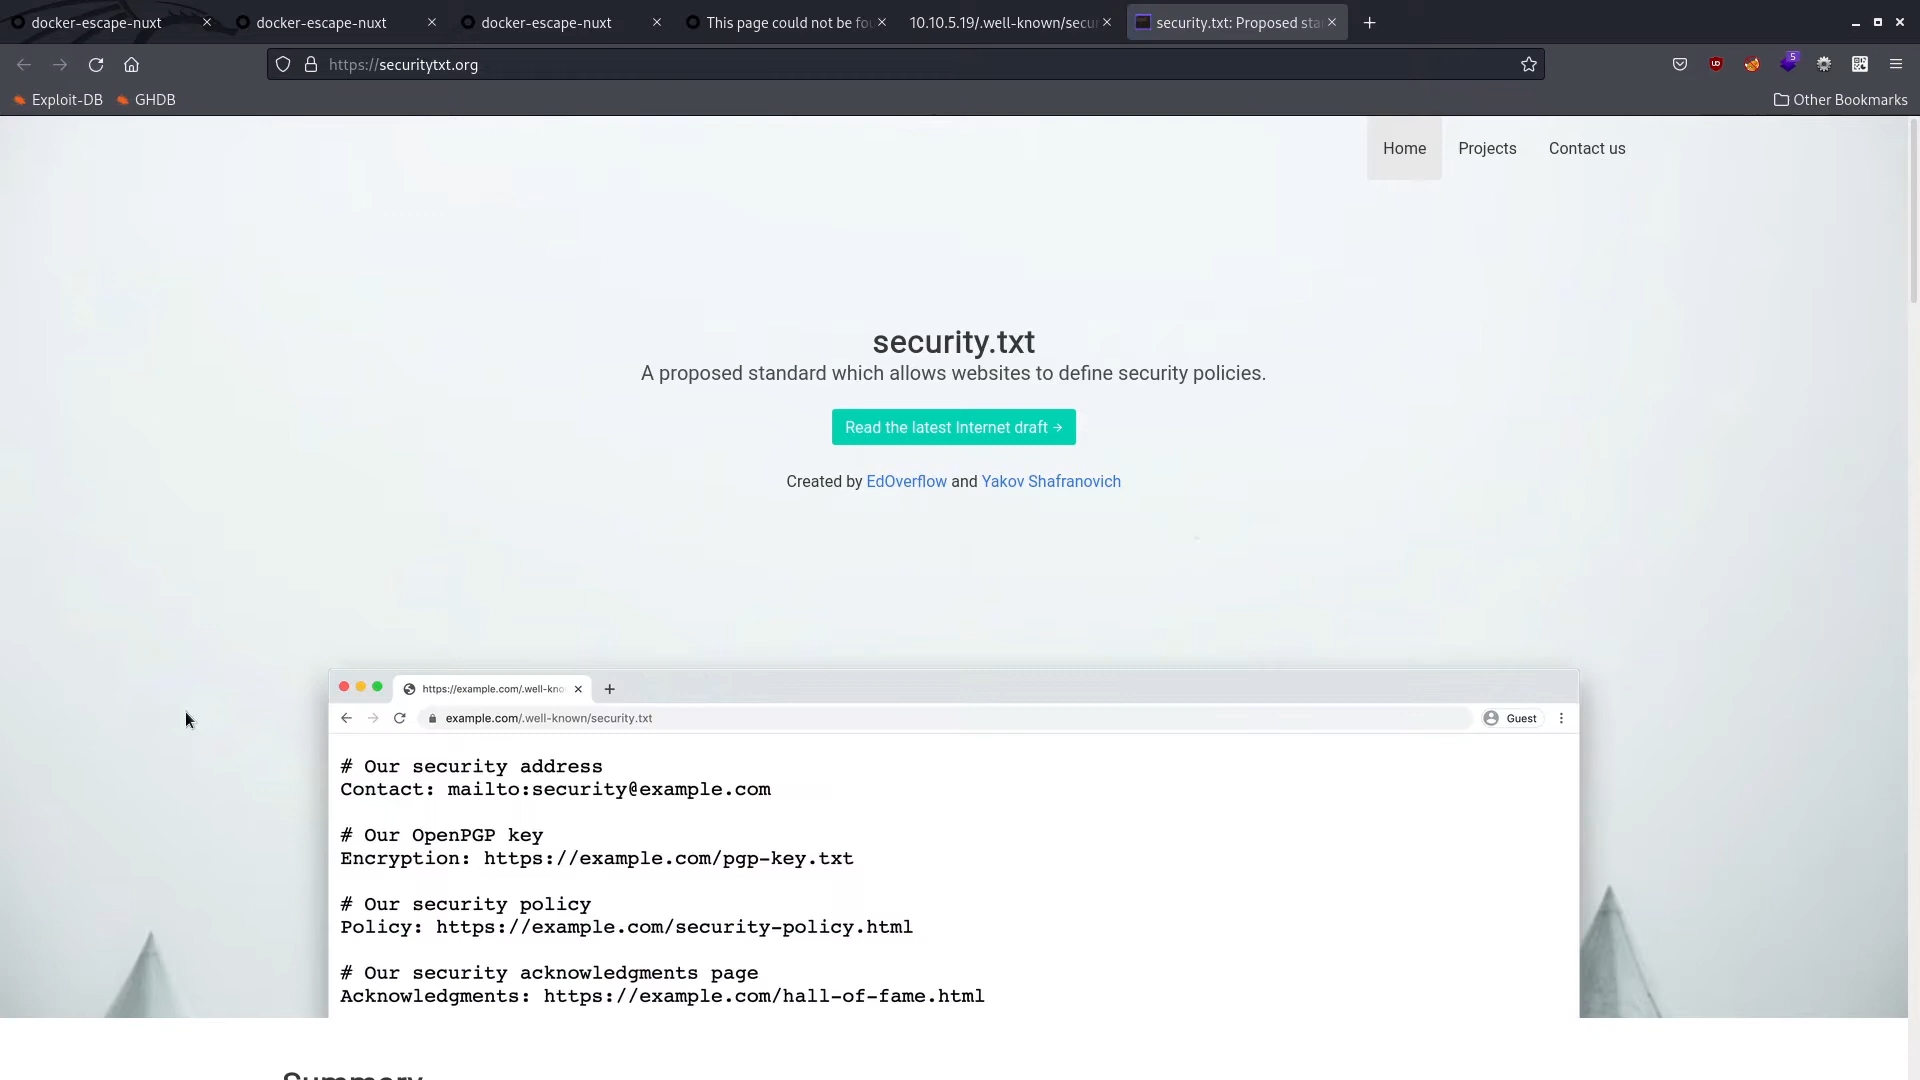 docker-escape-nuxt
docker-escape-nuxt
docker-escape-nuxt
This page could not be fou
10.10.5.19/.well-known/secur
security.txt: Proposed sta
https://securitytxt.org
5
Exploit-DB
GHDB
Other Bookmarks
Home
Projects
Contact us
security.txt
A proposed standard which allows websites to define security policies.
Read the latest Internet draft →
Created by EdOverflow and Yakov Shafranovich
https://example.com/.well-kno
example.com/.well-known/security.txt
Guest
# Our security address
Contact: mailto:security@example.com
# Our OpenPGP key
Encryption: https://example.com/pgp-key.txt
# Our security policy
Policy: https://example.com/security-policy.html
# Our security acknowledgments page
Acknowledgments: https://example.com/hall-of-fame.html
Summary